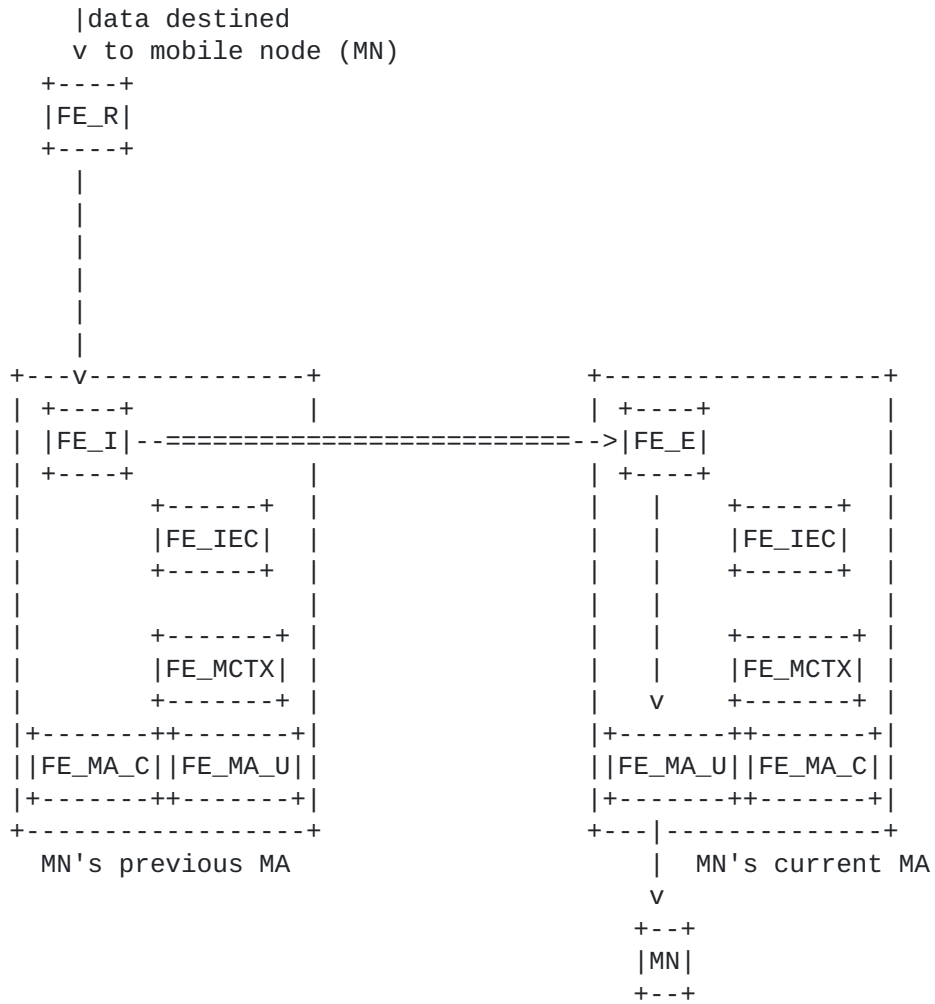 |data destined
v to mobile node (MN)
+----+
|FE_R|
+----+
|
|
|
|
|
|
+---v--------------+                 +------------------+
| +----+           |                 | +----+           |
| |FE_I|--==========================-->|FE_E|           |
| +----+           |                 | +----+           |
|        +------+  |                 |   |    +------+  |
|        |FE_IEC|  |                 |   |    |FE_IEC|  |
|        +------+  |                 |   |    +------+  |
|                  |                 |   |              |
|        +-------+ |                 |   |    +-------+ |
|        |FE_MCTX| |                 |   |    |FE_MCTX| |
|        +-------+ |                 |   v    +-------+ |
|+-------++-------+|                 |+-------++-------+|
||FE_MA_C||FE_MA_U||                 ||FE_MA_U||FE_MA_C||
|+-------++-------+|                 |+-------++-------+|
+------------------+                 +---|--------------+
MN's previous MA                     |  MN's current MA
v
+--+
|MN|
+--+